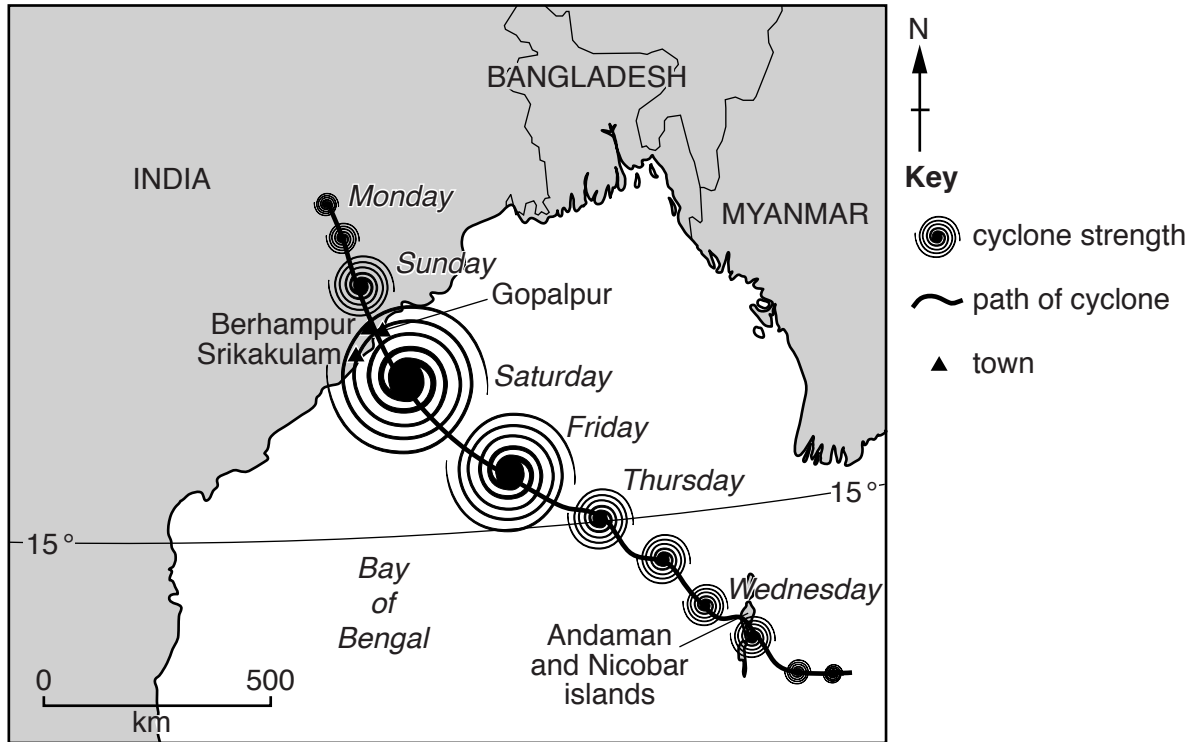 BANGLADESH
INDIA
MYANMAR
Monday
Sunday
Gopalpur
Berhampur
Srikakulam
Saturday
Friday
Thursday
15°
15°
Wednesday
Bay
of
Bengal
Andaman
and Nicobar
islands
0 500
km
N
Key
cyclone strength
path of cyclone
town